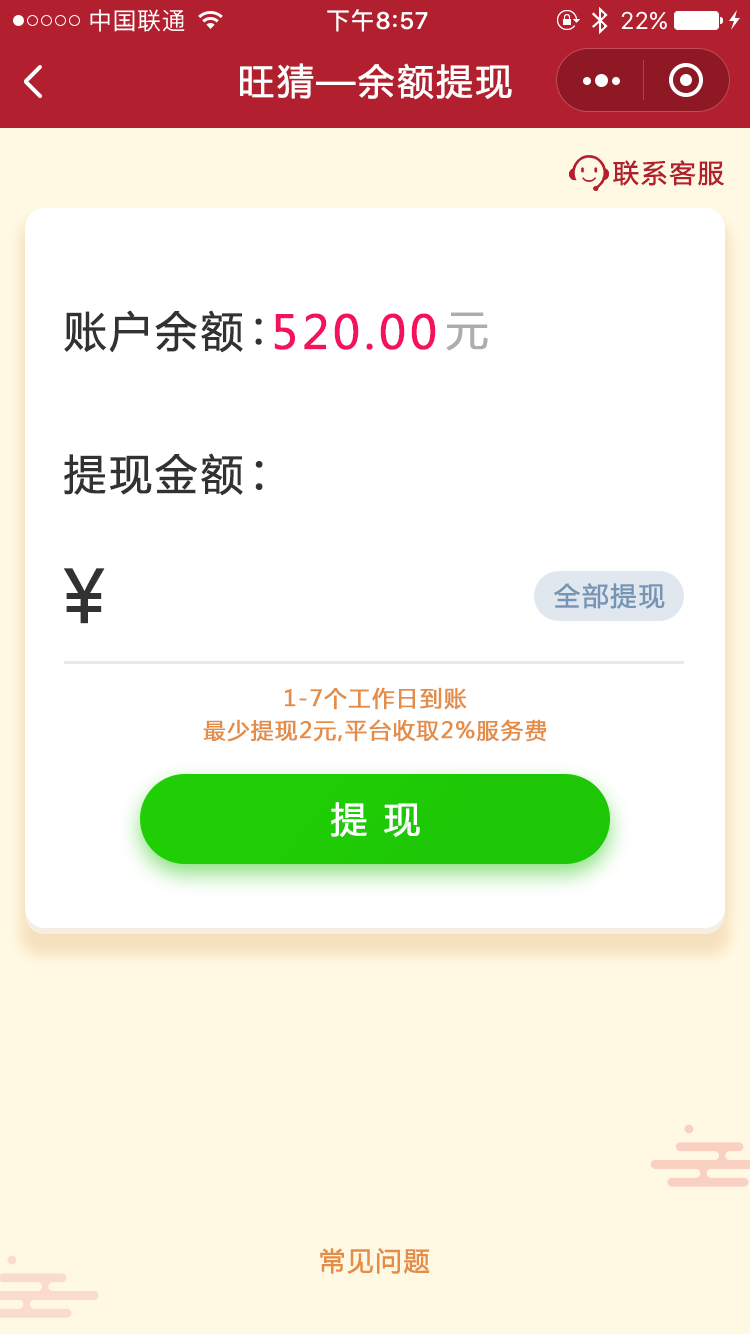 中国联通 下午8:57 22%
旺猜—余额提现
联系客服
账户余额:520.00元
提现金额:
¥ 全部提现
1-7个工作日到账
最少提现2元,平台收取2%服务费
提 现
常见问题